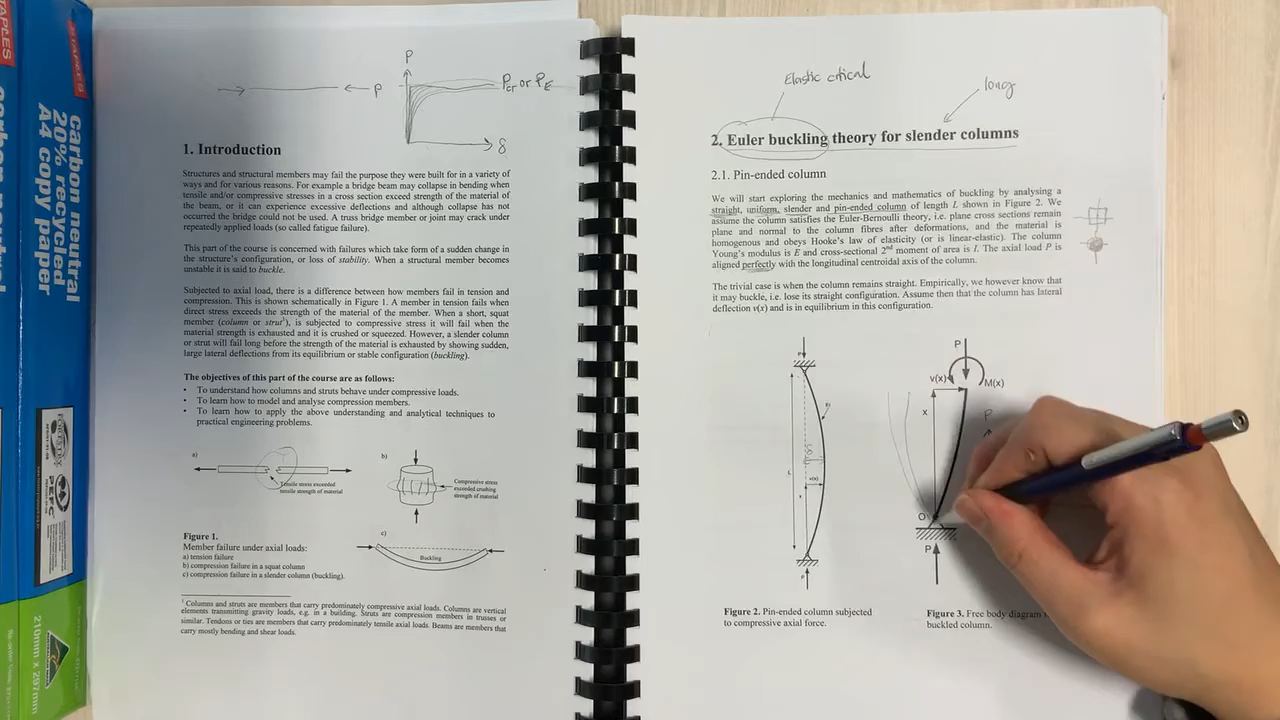 STAPLES
STAPLES
carbon neutral
20% recycled
A4 copy paper
PEFC
210mm x 297mm
P
P
Pcr or PE
δ
1. Introduction
Structures and structural members may fail the purpose they were built for in a variety of
ways and for various reasons. For example a bridge beam may collapse in bending when
tensile and/or compressive stresses in a cross section exceed strength of the material of
the beam, or it can experience excessive deflections and although collapse has not
occurred the bridge could not be used. A truss bridge member or joint may crack under
repeatedly applied loads (so called fatigue failure).
This part of the course is concerned with failures which take form of a sudden change in
the structure's configuration, or loss of stability. When a structural member becomes
unstable it is said to buckle.
Subjected to axial load, there is a difference between how members fail in tension and
compression. This is shown schematically in Figure 1. A member in tension fails when
direct stress exceeds the strength of the material of the member. When a short, squat
member (column or strut¹), is subjected to compressive stress it will fail when the
material strength is exhausted and it is crushed or squeezed. However, a slender column
or strut will fail long before the strength of the material is exhausted by showing sudden,
large lateral deflections from its equilibrium or stable configuration (buckling).
The objectives of this part of the course are as follows:
• To understand how columns and struts behave under compressive loads.
• To learn how to model and analyse compression members.
• To learn how to apply the above understanding and analytical techniques to
practical engineering problems.
a)
Tensile stress exceeded
tensile strength of material
b)
Compressive stress
exceeded crushing
strength of material
c)
Buckling
Figure 1.
Member failure under axial loads:
a) tension failure
b) compression failure in a squat column
c) compression failure in a slender column (buckling).
¹ Columns and struts are members that carry predominately compressive axial loads. Columns are vertical
elements transmitting gravity loads, e.g. in a building. Struts are compression members in trusses or
similar. Tendons or ties are members that carry predominately tensile axial loads. Beams are members that
carry mostly bending and shear loads.
Elastic critical
long
2. Euler buckling theory for slender columns
2.1. Pin-ended column
We will start exploring the mechanics and mathematics of buckling by analysing a
straight, uniform, slender and pin-ended column of length L shown in Figure 2. We
assume the column satisfies the Euler-Bernoulli theory, i.e. plane cross sections remain
plane and normal to the column fibres after deformations, and the material is
homogenous and obeys Hooke's law of elasticity (or is linear-elastic). The column
Young's modulus is E and cross-sectional 2nd moment of area is I. The axial load P is
aligned perfectly with the longitudinal centroidal axis of the column.
The trivial case is when the column remains straight. Empirically, we however know that
it may buckle, i.e. lose its straight configuration. Assume then that the column has lateral
deflection v(x) and is in equilibrium in this configuration.
P
L
v(x)
x
P
P
v(x)
M(x)
x
P
O
P
Figure 2. Pin-ended column subjected
to compressive axial force.
Figure 3. Free body diagram
buckled column.